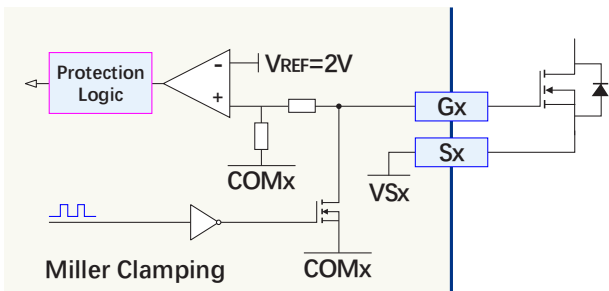 Protection
Logic
-
+
VREF=2V
Gx
Sx
COMx
VSx
COMx
Miller Clamping